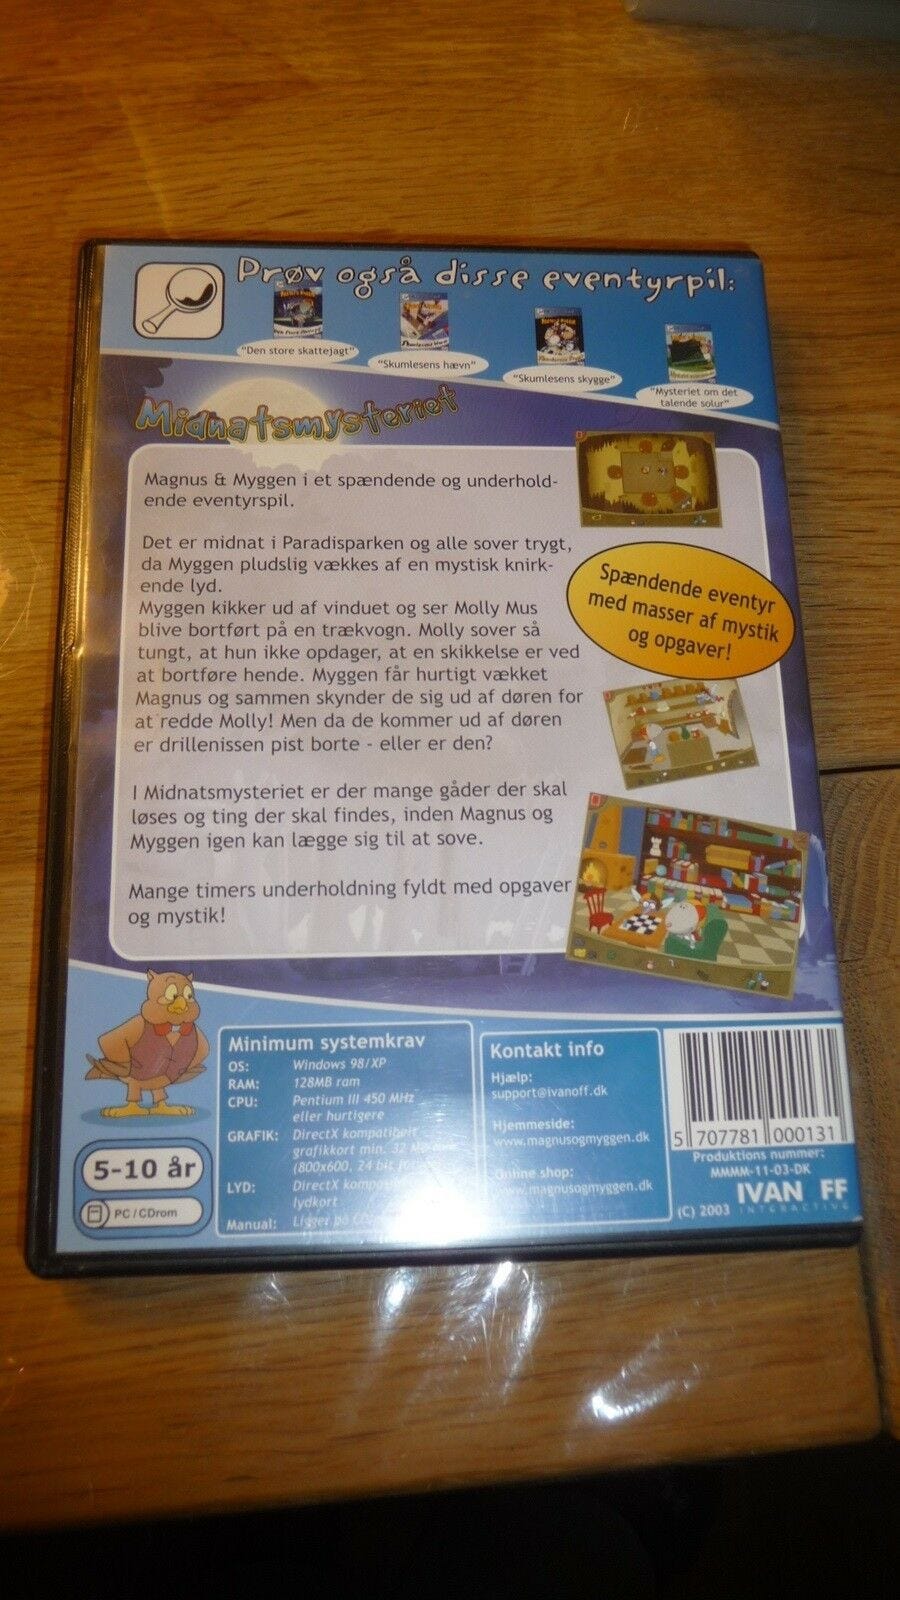 Prøv også disse eventyrpil:
"Den store skattejagt"
"Skumlesens hævn"
"Skumlesens skygge"
"Mysteriet om det
talende solur"
Midnatsmysteriet
Magnus & Myggen i et spændende og underhold-
ende eventyrspil.
Det er midnat i Paradisparken og alle sover trygt,
da Myggen pludslig vækkes af en mystisk knirk-
ende lyd.
Myggen kikker ud af vinduet og ser Molly Mus
blive bortført på en trækvogn. Molly sover så
tungt, at hun ikke opdager, at en skikkelse er ved
at bortføre hende. Myggen får hurtigt vækket
Magnus og sammen skynder de sig ud af døren for
at redde Molly! Men da de kommer ud af døren
er drillenissen pist borte - eller er den?
I Midnatsmysteriet er der mange gåder der skal
løses og ting der skal findes, inden Magnus og
Myggen igen kan lægge sig til at sove.
Mange timers underholdning fyldt med opgaver
og mystik!
Spændende eventyr
med masser af mystik
og opgaver!
5-10 år
PC / CDrom
Minimum systemkrav
OS: Windows 98/XP
RAM: 128MB ram
CPU: Pentium III 450 MHz
eller hurtigere
GRAFIK: DirectX kompatibelt
grafikkort min. 32
(800x600, 24 bit
LYD: DirectX
lydkort
Manual: Ligger på
Kontakt info
Hjælp:
support@ivanoff.dk
Hjemmeside:
www.magnusogmyggen.dk
Online shop:
www.magnusogmyggen.dk
5 707781 000131
Produktions nummer:
MMMM-11-03-DK
(C) 2003 IVAN FF
INTERACTIVE